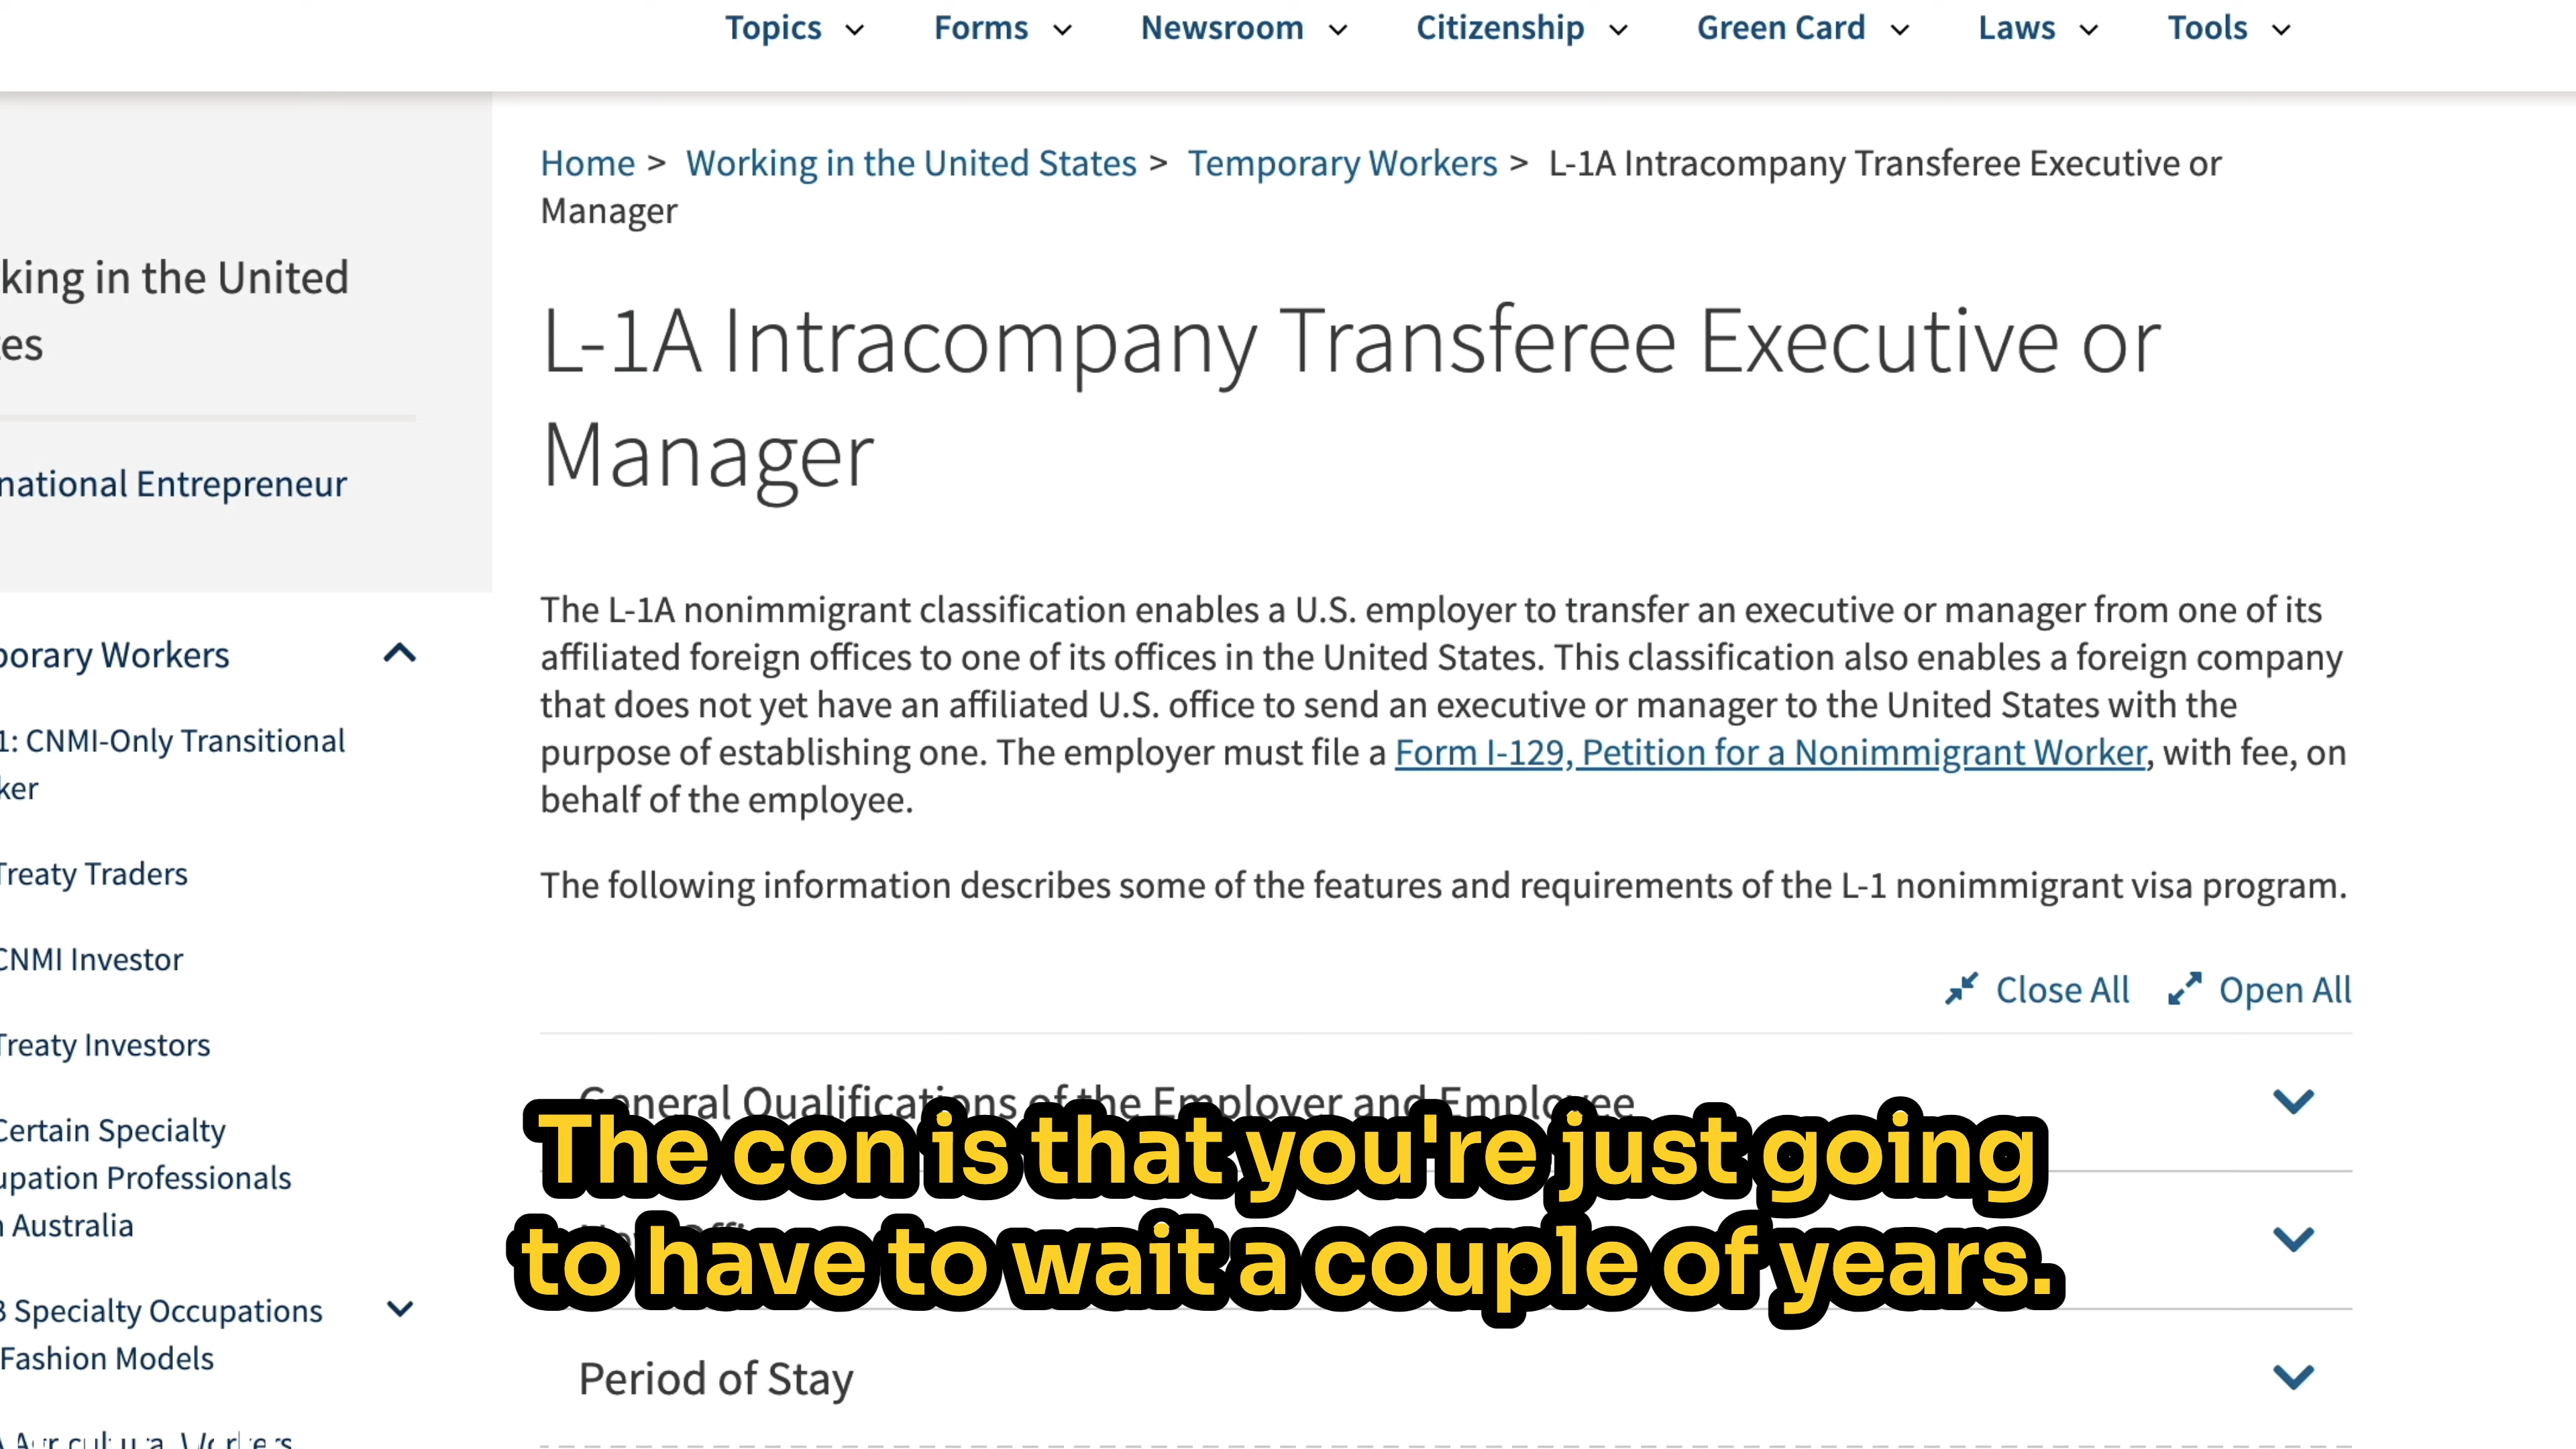 Topics Forms Newsroom Citizenship Green Card Laws Tools
Home > Working in the United States > Temporary Workers > L-1A Intracompany Transferee Executive or
Manager
king in the United
es
national Entrepreneur
L-1A Intracompany Transferee Executive or
Manager
The L-1A nonimmigrant classification enables a U.S. employer to transfer an executive or manager from one of its
affiliated foreign offices to one of its offices in the United States. This classification also enables a foreign company
that does not yet have an affiliated U.S. office to send an executive or manager to the United States with the
purpose of establishing one. The employer must file a Form I-129, Petition for a Nonimmigrant Worker, with fee, on
behalf of the employee.
The following information describes some of the features and requirements of the L-1 nonimmigrant visa program.
Close All Open All
orary Workers
1: CNMI-Only Transitional
ker
Treaty Traders
CNMI Investor
Treaty Investors
Certain Specialty
upation Professionals
Australia
Specialty Occupations
Fashion Models
General Qualifications of the Employer and Employee
The con is that you're just going
to have to wait a couple of years.
Period of Stay